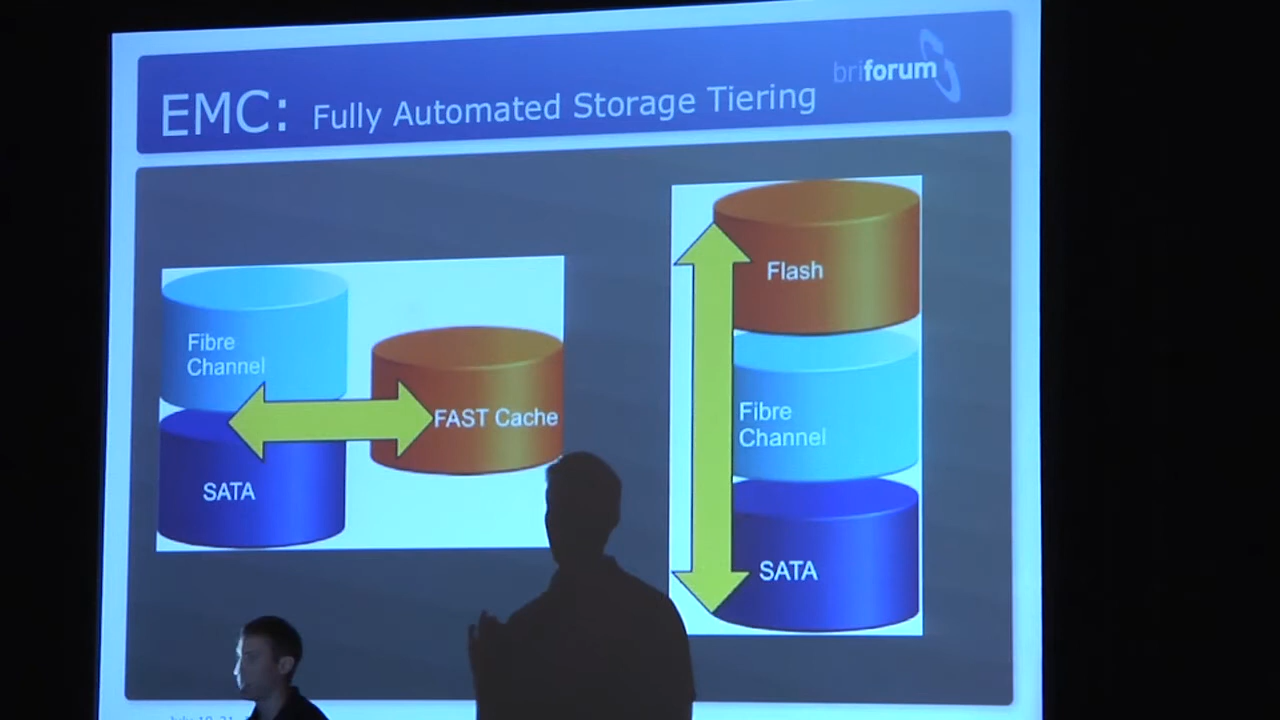 EMC: Fully Automated Storage Tiering
briforum
Fibre
Channel
SATA
FAST Cache
Flash
Fibre
Channel
SATA